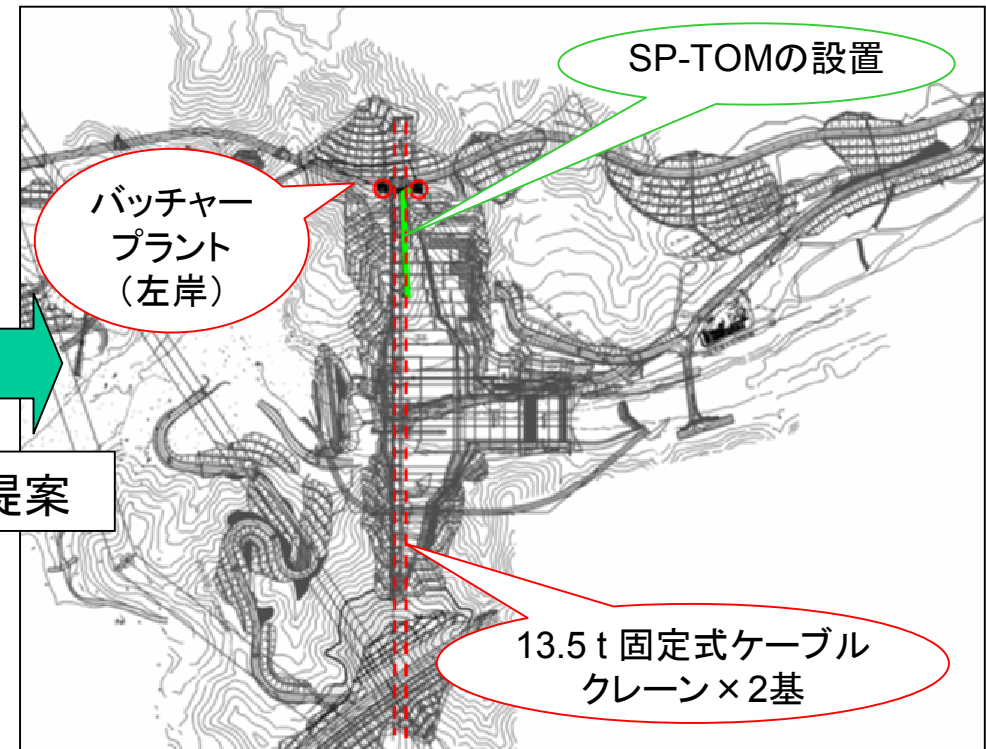 SP-TOMの設置
バッチャー
プラント
（左岸）
提案
13.5 t 固定式ケーブル
クレーン×2基